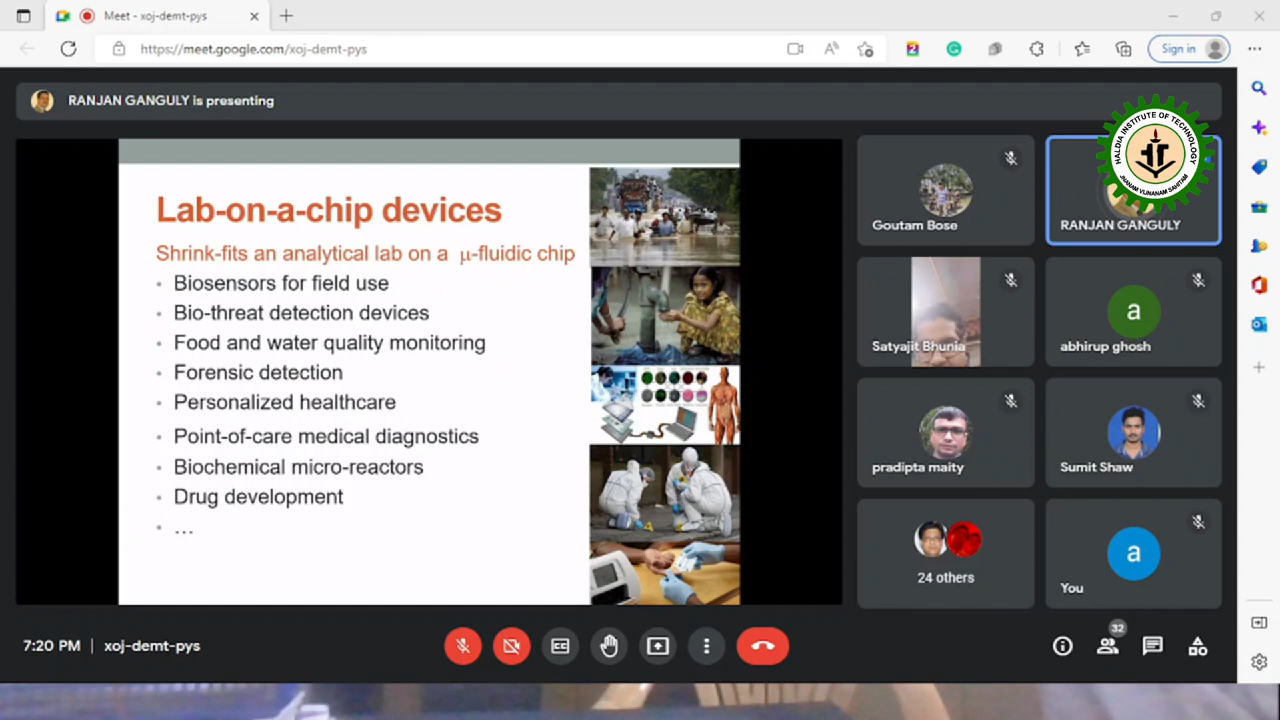 Meet - xoj-demt-pys
https://meet.google.com/xoj-demt-pys
Sign in
RANJAN GANGULY is presenting
HALDIA INSTITUTE OF TECHNOLOGY
Lab-on-a-chip devices
Shrink-fits an analytical lab on a μ-fluidic chip
• Biosensors for field use
• Bio-threat detection devices
• Food and water quality monitoring
• Forensic detection
• Personalized healthcare
• Point-of-care medical diagnostics
• Biochemical micro-reactors
• Drug development
• …
Goutam Bose
RANJAN GANGULY
Satyajit Bhunia
a
abhirup ghosh
pradipta maity
Sumit Shaw
24 others
a
You
7:20 PM | xoj-demt-pys
32